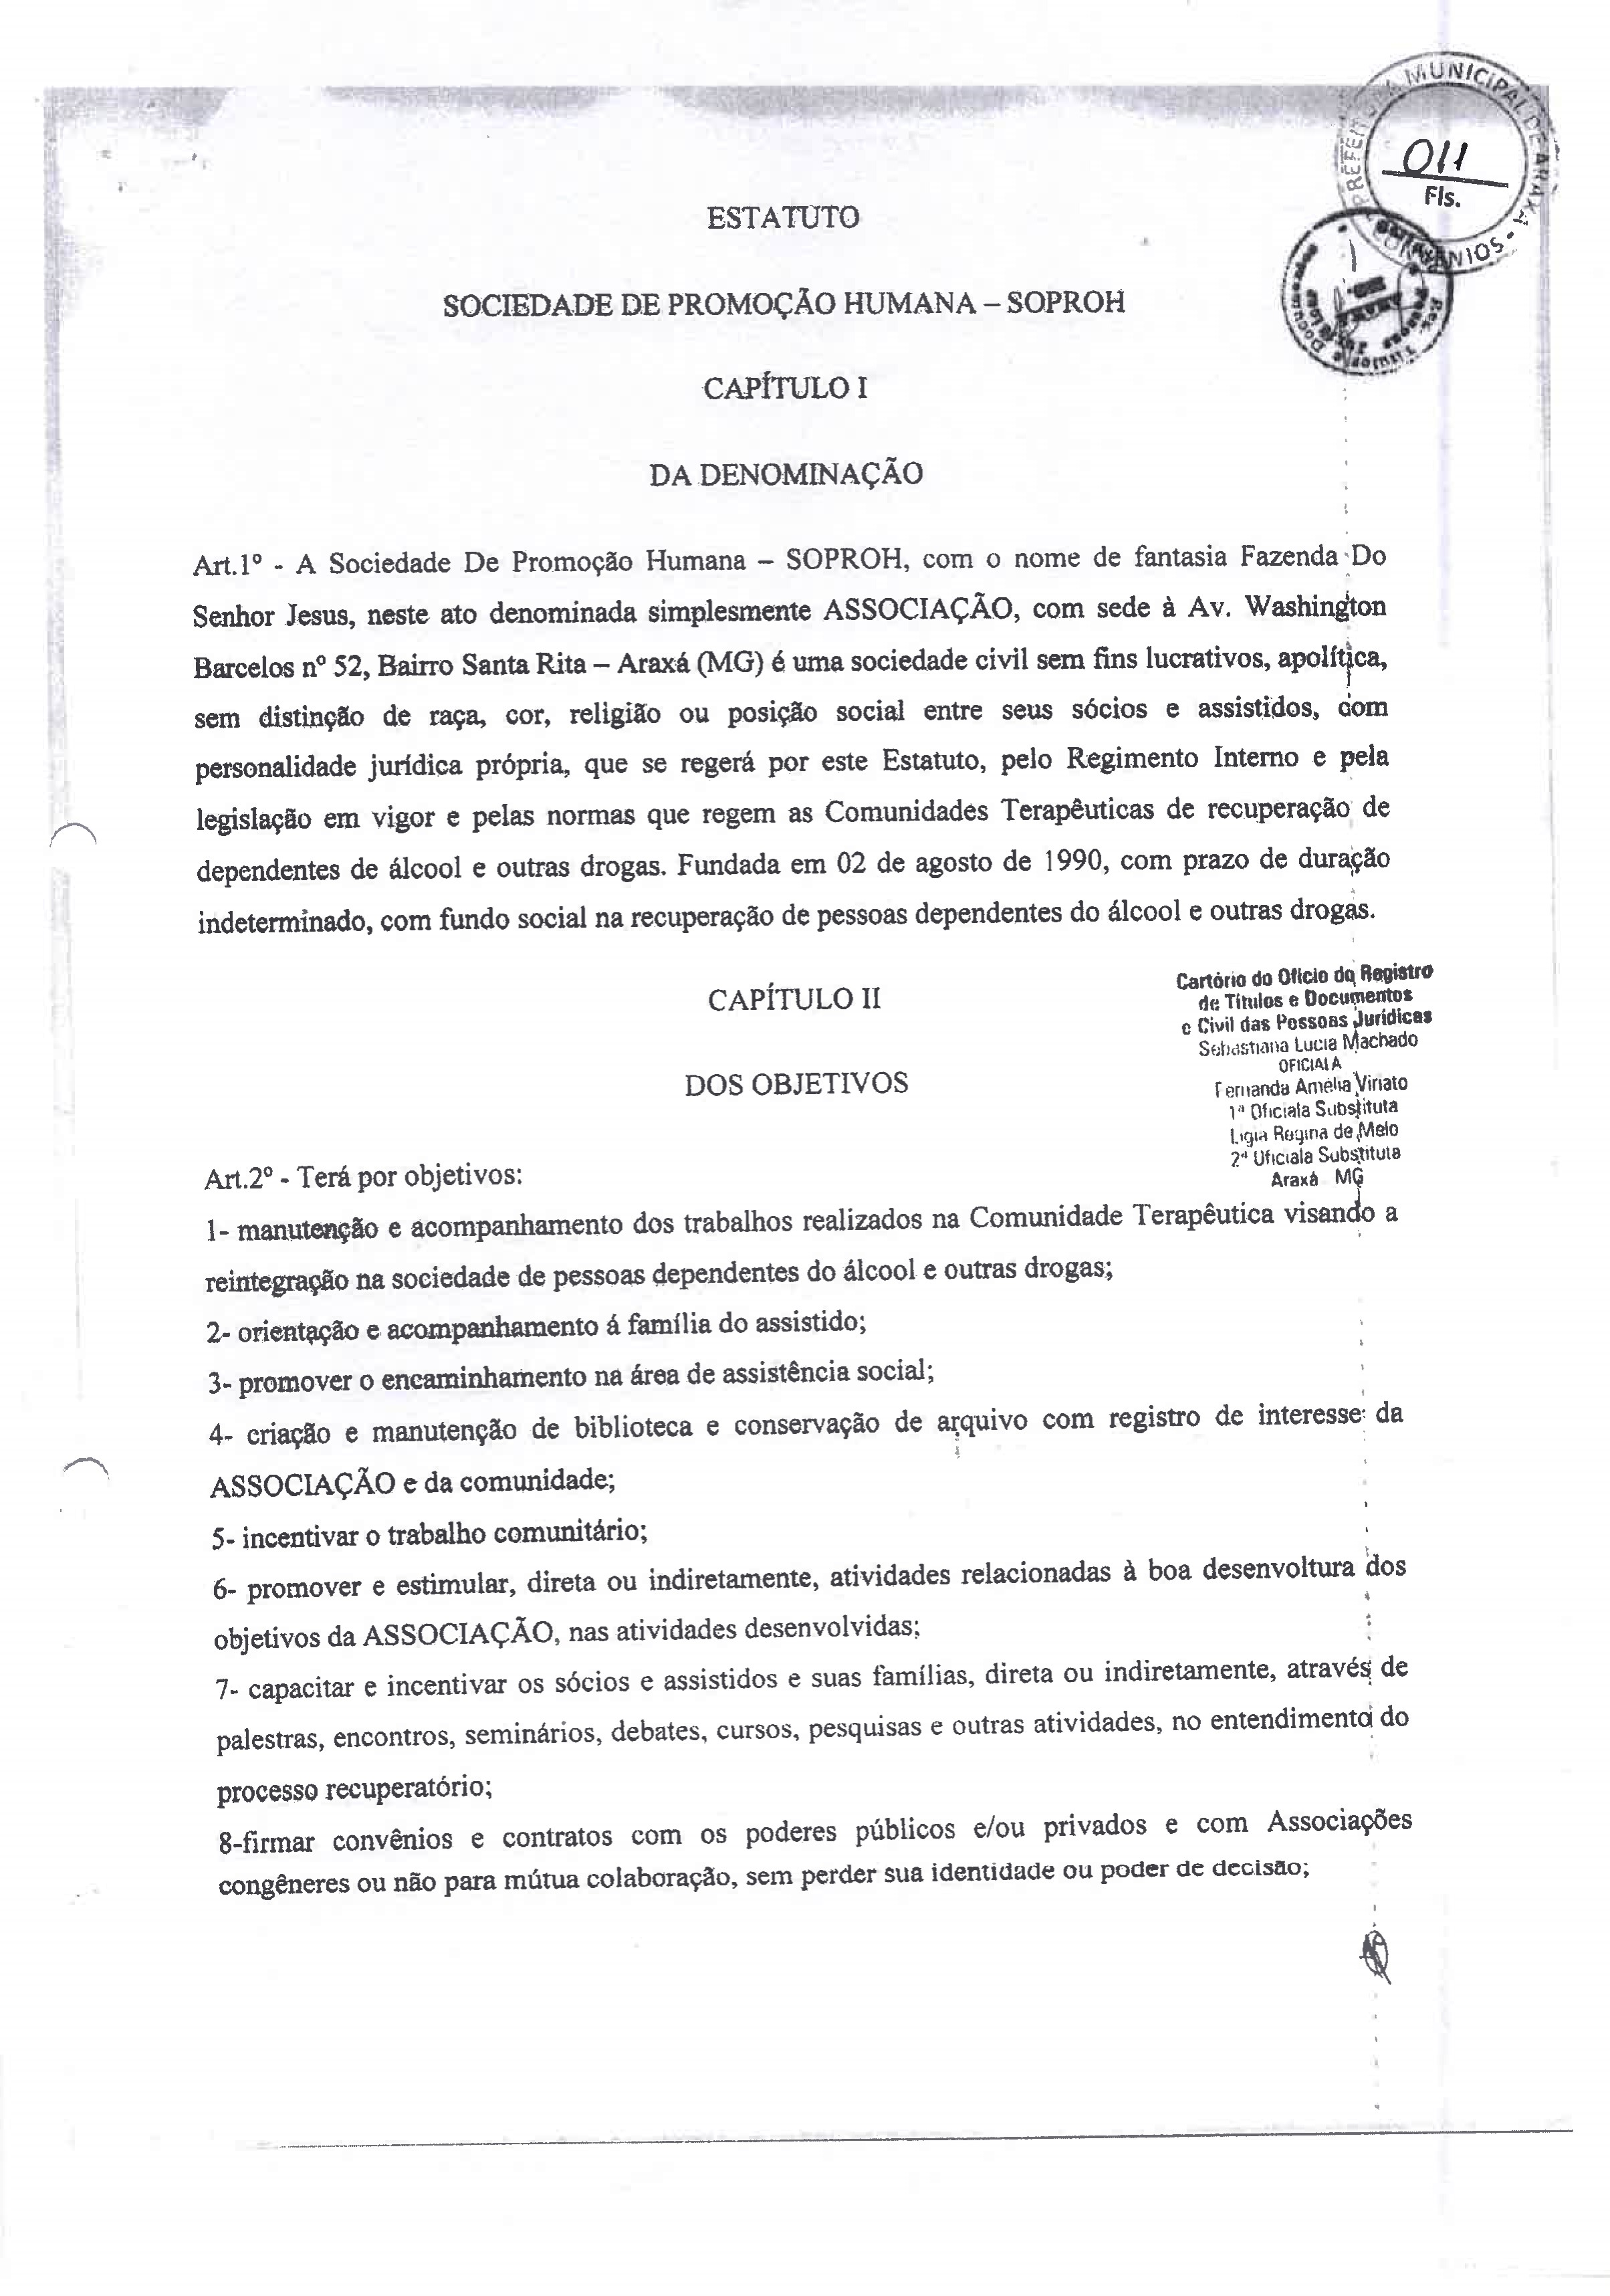 PREFEITURA MUNICIPAL DE ARAXÁ - CONVÊNIOS
011
Fls.
ESTATUTO
SOCIEDADE DE PROMOÇÃO HUMANA – SOPROH
CAPÍTULO I
DA DENOMINAÇÃO
Art.1º - A Sociedade De Promoção Humana – SOPROH, com o nome de fantasia Fazenda Do
Senhor Jesus, neste ato denominada simplesmente ASSOCIAÇÃO, com sede à Av. Washington
Barcelos nº 52, Bairro Santa Rita – Araxá (MG) é uma sociedade civil sem fins lucrativos, apolítica,
sem distinção de raça, cor, religião ou posição social entre seus sócios e assistidos, com
personalidade jurídica própria, que se regerá por este Estatuto, pelo Regimento Interno e pela
legislação em vigor e pelas normas que regem as Comunidades Terapêuticas de recuperação de
dependentes de álcool e outras drogas. Fundada em 02 de agosto de 1990, com prazo de duração
indeterminado, com fundo social na recuperação de pessoas dependentes do álcool e outras drogas.
CAPÍTULO II
DOS OBJETIVOS
Cartório do Oficio do Registro
de Titulos e Documentos
e Civil das Pessoas Juridicas
Sebastiana Lucia Machado
OFICIALA
Fernanda Amélia Viriato
1ª Oficiala Substituta
Ligia Regina de Melo
2ª Oficiala Substituta
Araxá MG
Art.2º - Terá por objetivos:
1- manutenção e acompanhamento dos trabalhos realizados na Comunidade Terapêutica visando a
reintegração na sociedade de pessoas dependentes do álcool e outras drogas;
2- orientação e acompanhamento á família do assistido;
3- promover o encaminhamento na área de assistência social;
4- criação e manutenção de biblioteca e conservação de arquivo com registro de interesse da
ASSOCIAÇÃO e da comunidade;
5- incentivar o trabalho comunitário;
6- promover e estimular, direta ou indiretamente, atividades relacionadas à boa desenvoltura dos
objetivos da ASSOCIAÇÃO, nas atividades desenvolvidas;
7- capacitar e incentivar os sócios e assistidos e suas famílias, direta ou indiretamente, através de
palestras, encontros, seminários, debates, cursos, pesquisas e outras atividades, no entendimento do
processo recuperatório;
8-firmar convênios e contratos com os poderes públicos e/ou privados e com Associações
congêneres ou não para mútua colaboração, sem perder sua identidade ou poder de decisão;